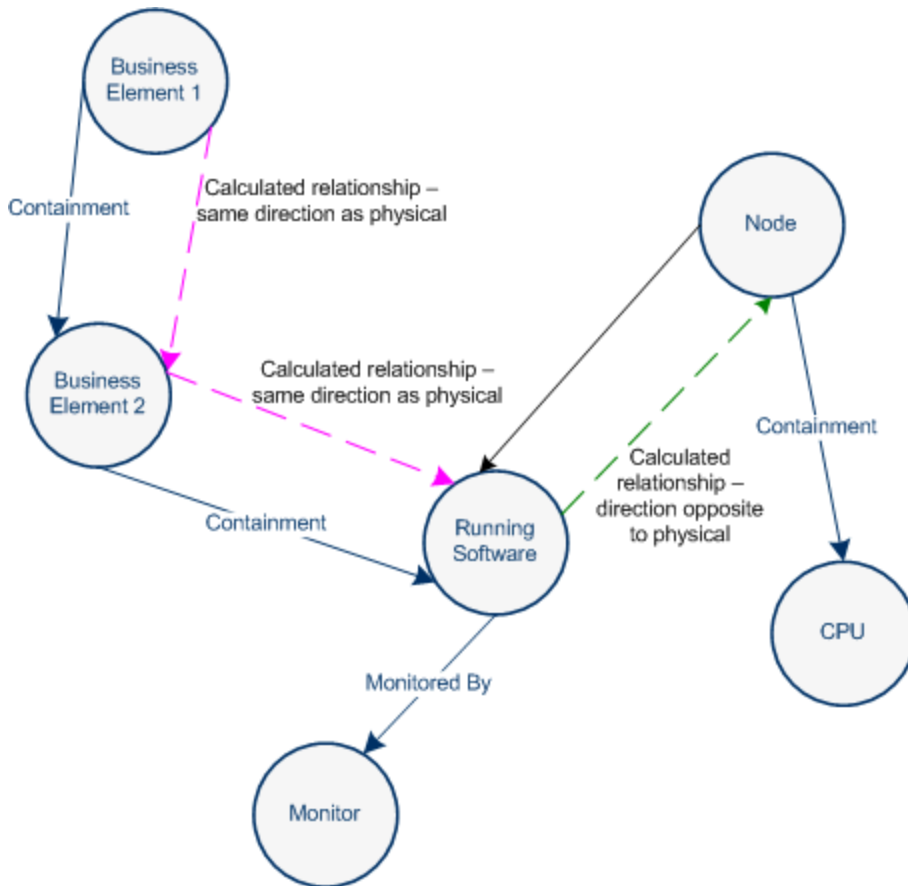 Business
Element 1
Calculated relationship –
same direction as physical
Containment
Node
Calculated relationship –
same direction as physical
Business
Element 2
Containment
Calculated
relationship –
direction opposite
to physical
Containment
Running
Software
CPU
Monitored By
Monitor